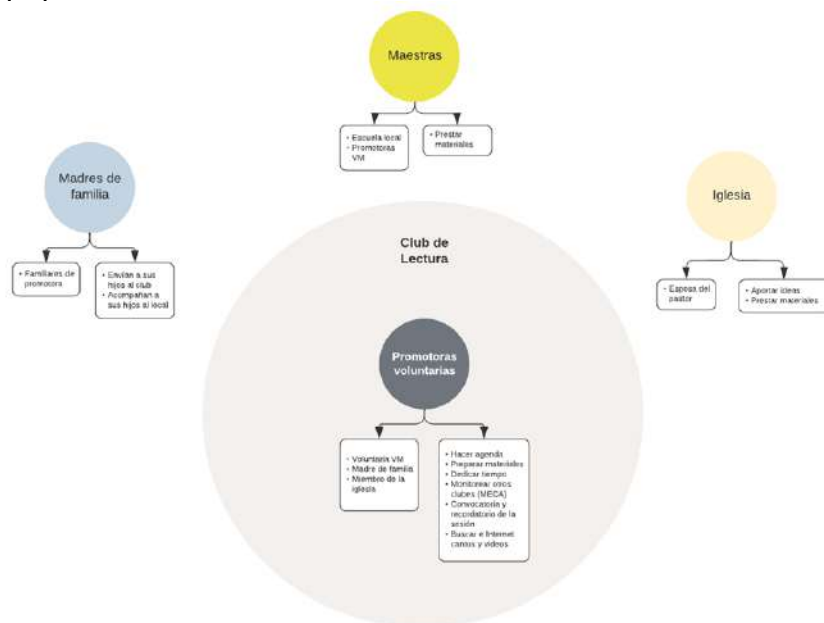 Maestras
• Escuela local
• Promotoras
VM
• Prestar
materiales
Madres de
familia
• Familiares de
promotora
• Envían a sus
hijos al club
• Acompañan a
sus hijos al local
Iglesia
• Esposa del
pastor
• Aportar ideas
• Prestar materiales
Club de
Lectura
Promotoras
voluntarias
• Voluntaria VM
• Madre de familia
• Miembro de la
iglesia
• Hacer agenda
• Preparar materiales
• Dedicar tiempo
• Monitorear otros
clubes (MECA)
• Convocatoria y
recordatorio de la
sesión
• Buscar e Internet
cantus y videos